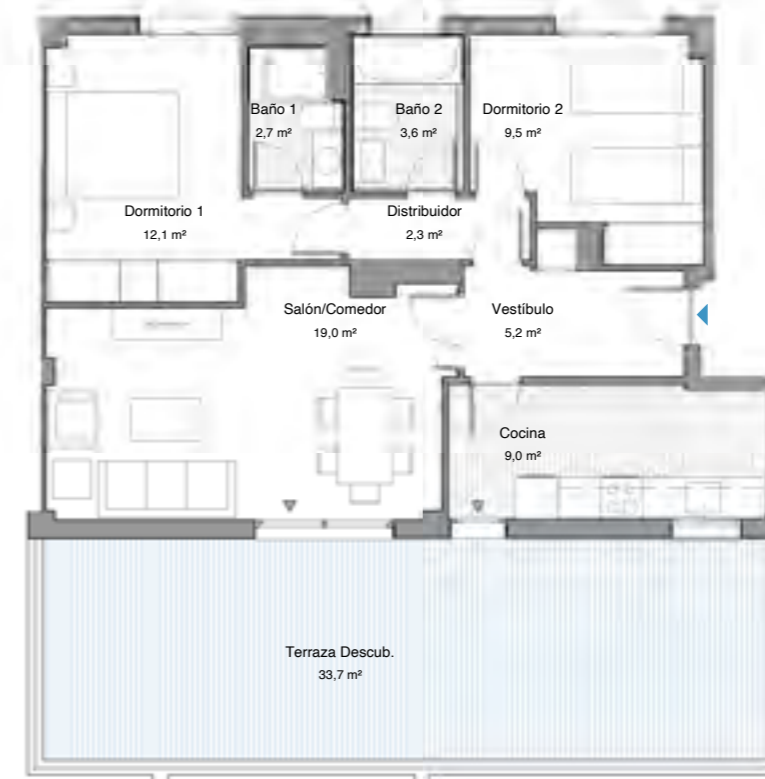 Baño 1
2,7 m²
Baño 2
3,6 m²
Dormitorio 2
9,5 m²
Dormitorio 1
12,1 m²
Distribuidor
2,3 m²
Salón/Comedor
19,0 m²
Vestíbulo
5,2 m²
Cocina
9,0 m²
Terraza Descub.
33,7 m²